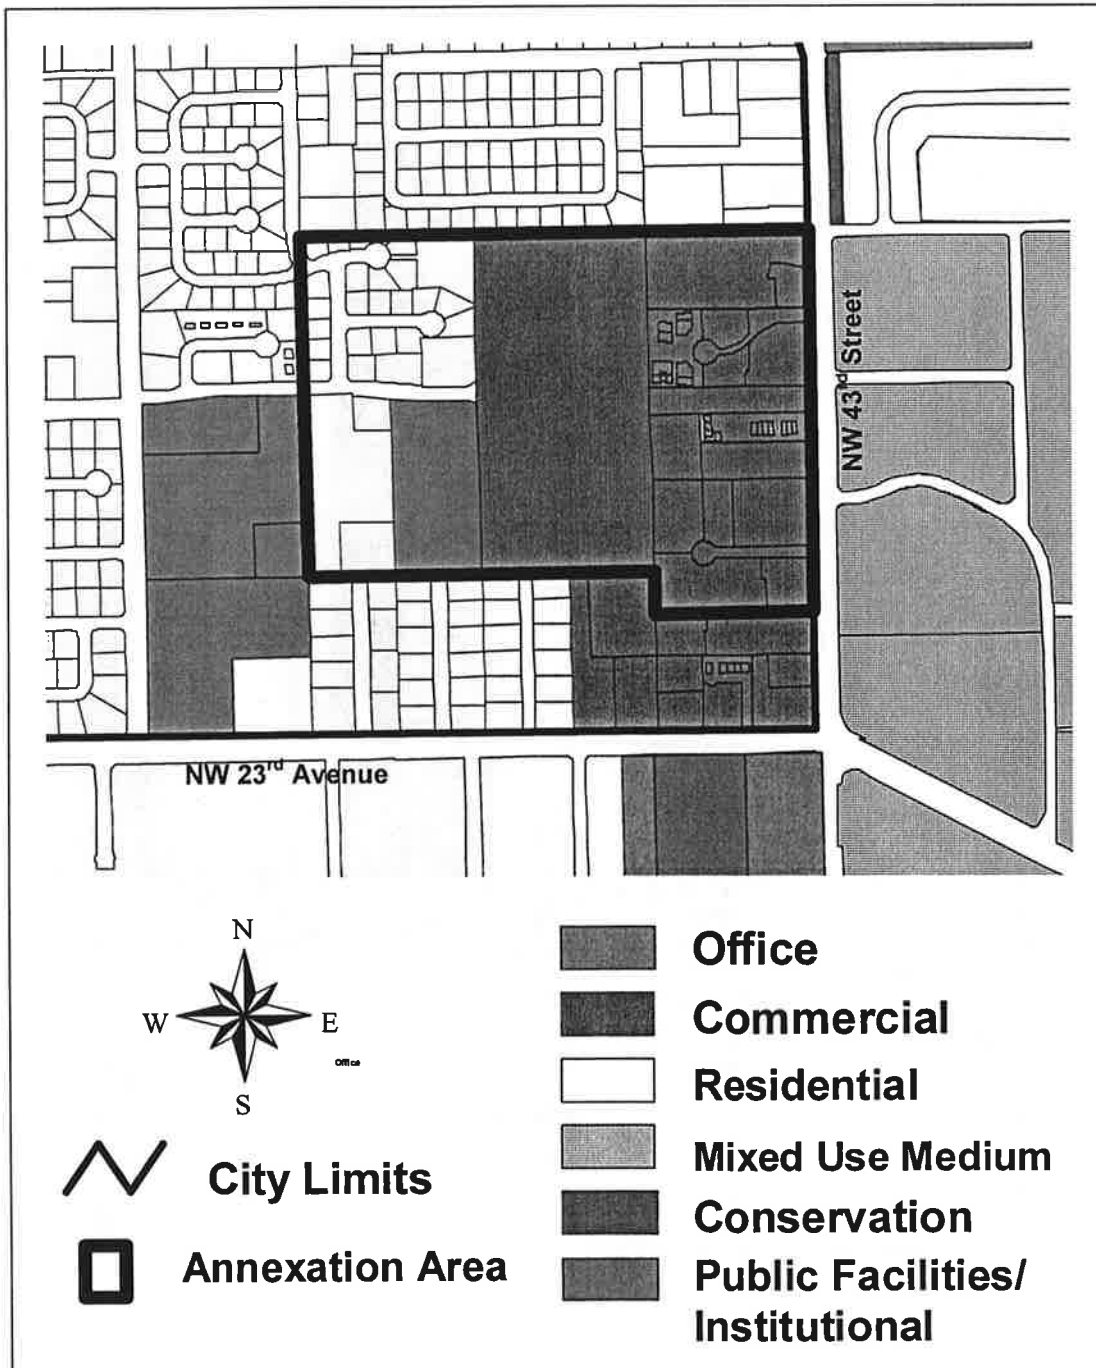 NW 43rd Street
NW 23rd Avenue
N
W
E
S
Office
City Limits
Annexation Area
Office
Commercial
Residential
Mixed Use Medium
Conservation
Public Facilities/
Institutional